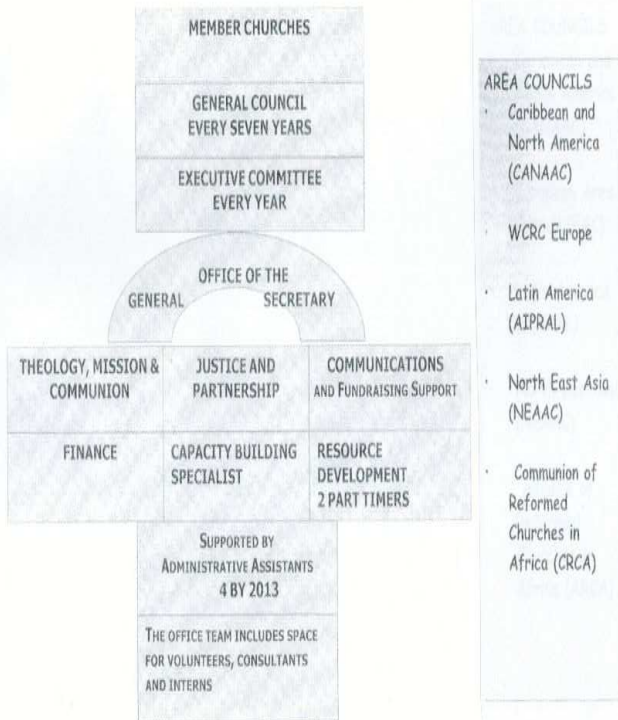 MEMBER CHURCHES
GENERAL COUNCIL
EVERY SEVEN YEARS
EXECUTIVE COMMITTEE
EVERY YEAR
OFFICE OF THE
GENERAL SECRETARY
THEOLOGY, MISSION &
COMMUNION
JUSTICE AND
PARTNERSHIP
COMMUNICATIONS
AND FUNDRAISING SUPPORT
FINANCE
CAPACITY BUILDING
SPECIALIST
RESOURCE
DEVELOPMENT
2 PART TIMERS
SUPPORTED BY
ADMINISTRATIVE ASSISTANTS
4 BY 2013
THE OFFICE TEAM INCLUDES SPACE
FOR VOLUNTEERS, CONSULTANTS
AND INTERNS
AREA COUNCILS
· Caribbean and
North America
(CANAAC)
· WCRC Europe
· Latin America
(AIPRAL)
· North East Asia
(NEAAC)
· Communion of
Reformed
Churches in
Africa (CRCA)